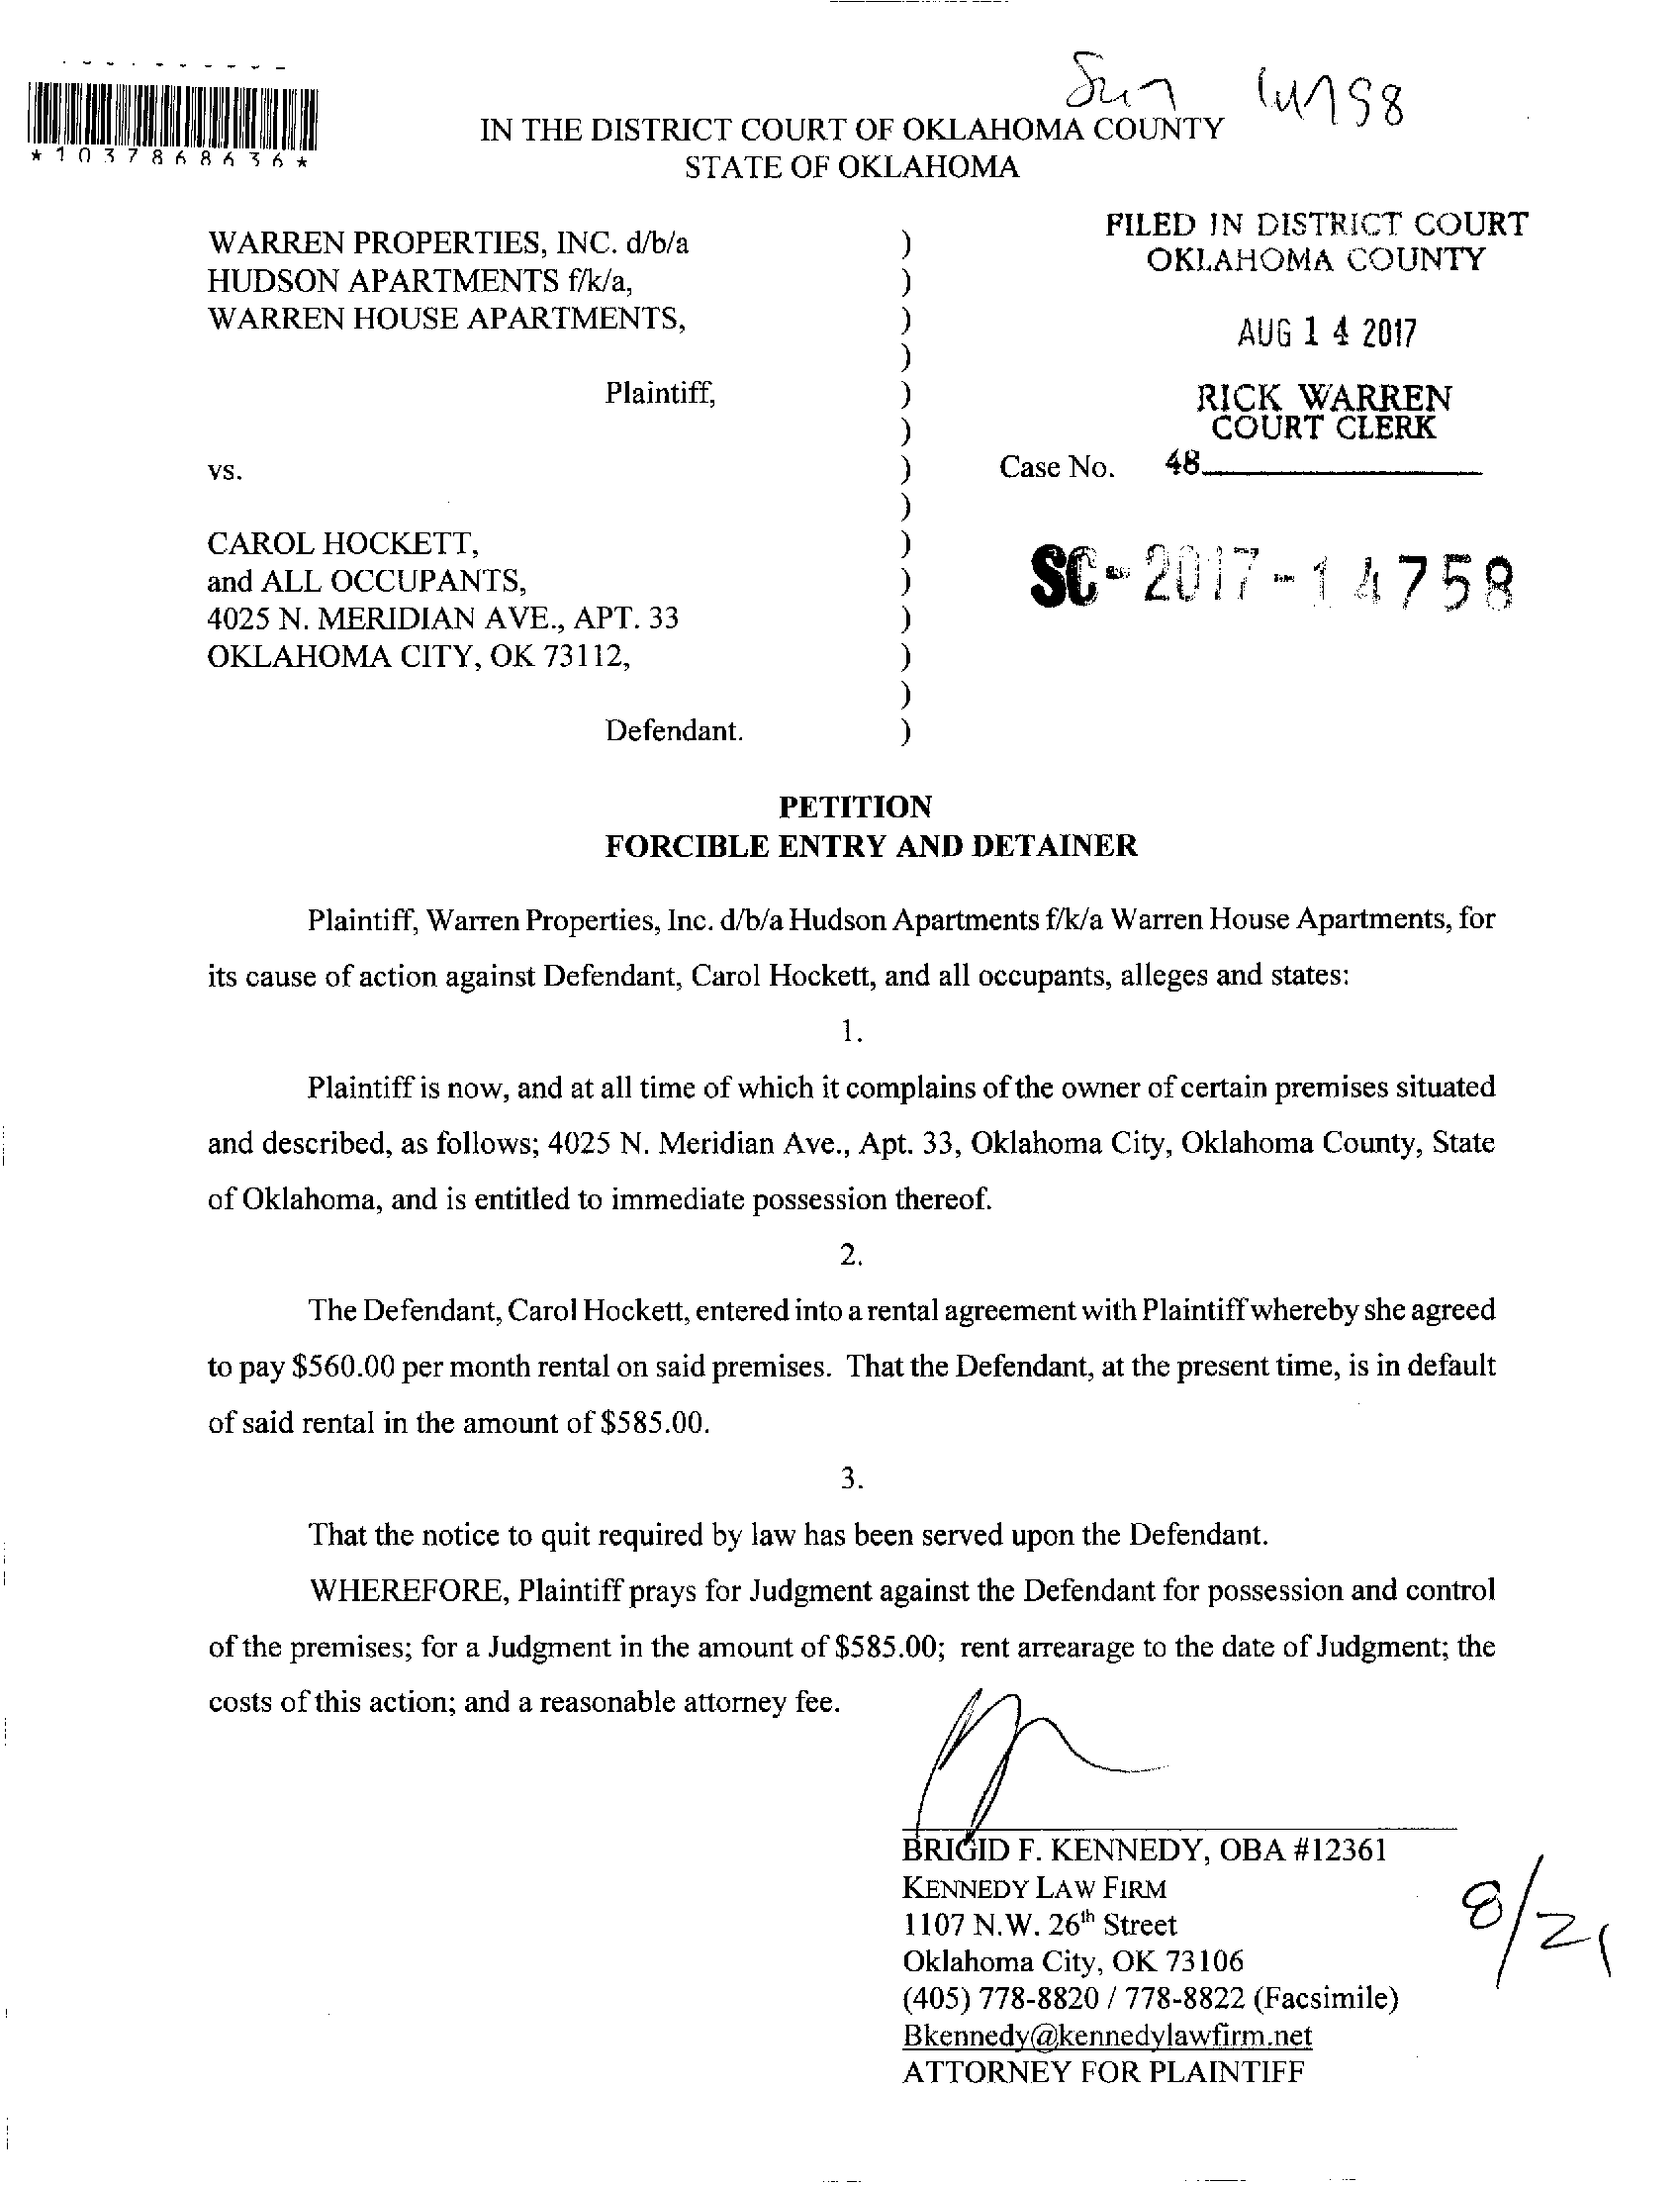 *1037868636*
IN THE DISTRICT COURT OF OKLAHOMA COUNTY
STATE OF OKLAHOMA
WARREN PROPERTIES, INC. d/b/a
HUDSON APARTMENTS f/k/a,
WARREN HOUSE APARTMENTS,
Plaintiff,
vs.
CAROL HOCKETT,
and ALL OCCUPANTS,
4025 N. MERIDIAN AVE., APT. 33
OKLAHOMA CITY, OK 73112,
Defendant.
)
)
)
)
)
)
)
)
)
)
)
)
)
)
FILED IN DISTRICT COURT
OKLAHOMA COUNTY
AUG 14 2017
RICK WARREN
COURT CLERK
Case No. 48
SC-2017-14758
PETITION
FORCIBLE ENTRY AND DETAINER
Plaintiff, Warren Properties, Inc. d/b/a Hudson Apartments f/k/a Warren House Apartments, for
its cause of action against Defendant, Carol Hockett, and all occupants, alleges and states:
1.
Plaintiff is now, and at all time of which it complains of the owner of certain premises situated
and described, as follows; 4025 N. Meridian Ave., Apt. 33, Oklahoma City, Oklahoma County, State
of Oklahoma, and is entitled to immediate possession thereof.
2.
The Defendant, Carol Hockett, entered into a rental agreement with Plaintiff whereby she agreed
to pay $560.00 per month rental on said premises. That the Defendant, at the present time, is in default
of said rental in the amount of $585.00.
3.
That the notice to quit required by law has been served upon the Defendant.
WHEREFORE, Plaintiff prays for Judgment against the Defendant for possession and control
of the premises; for a Judgment in the amount of $585.00; rent arrearage to the date of Judgment; the
costs of this action; and a reasonable attorney fee.
BRIGID F. KENNEDY, OBA #12361
KENNEDY LAW FIRM
1107 N.W. 26th Street
Oklahoma City, OK 73106
(405) 778-8820 / 778-8822 (Facsimile)
Bkennedy@kennedylawfirm.net
ATTORNEY FOR PLAINTIFF
8/21